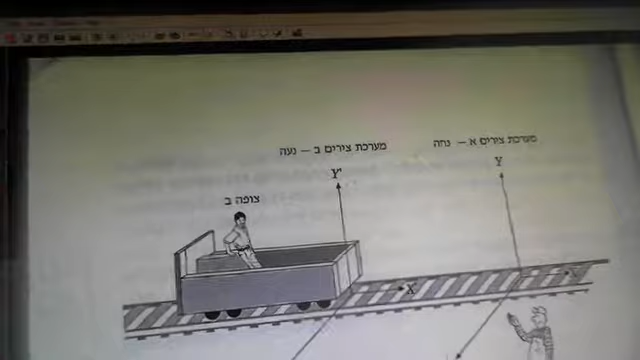 מערכת צירים א — נחה
מערכת צירים ב — נעה
Y
Y'
צופה ב
X'
X